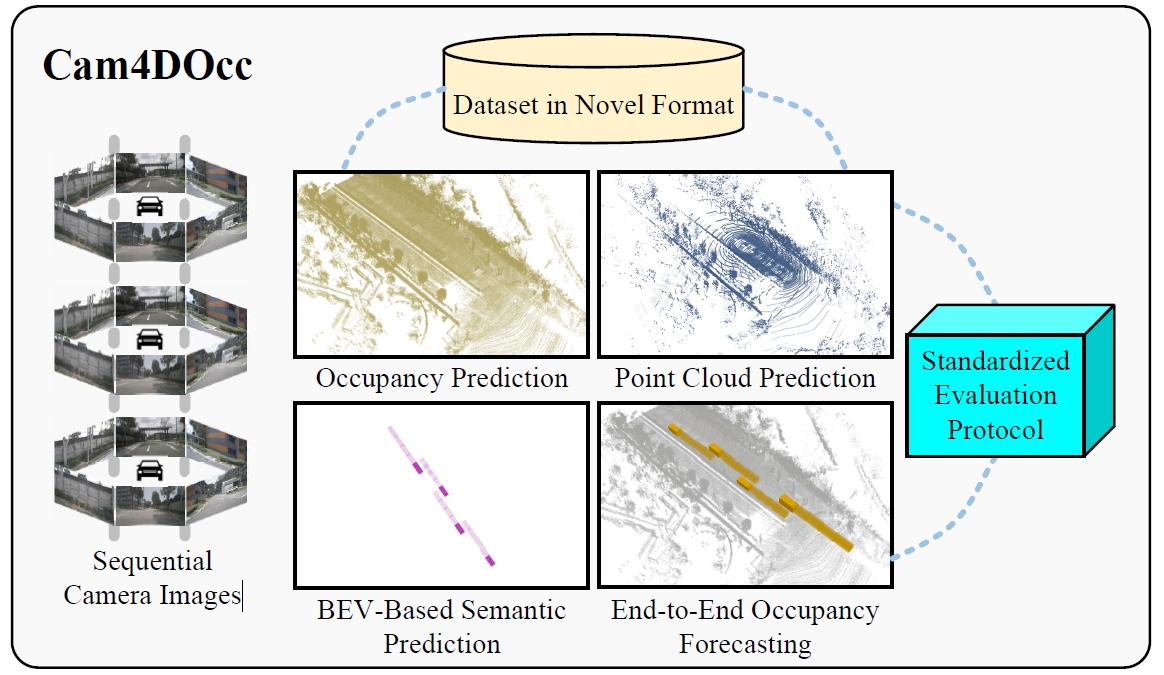 Cam4DOcc
Dataset in Novel Format
Occupancy Prediction
Point Cloud Prediction
Standardized
Evaluation
Protocol
Sequential
Camera Images
BEV-Based Semantic
Prediction
End-to-End Occupancy
Forecasting